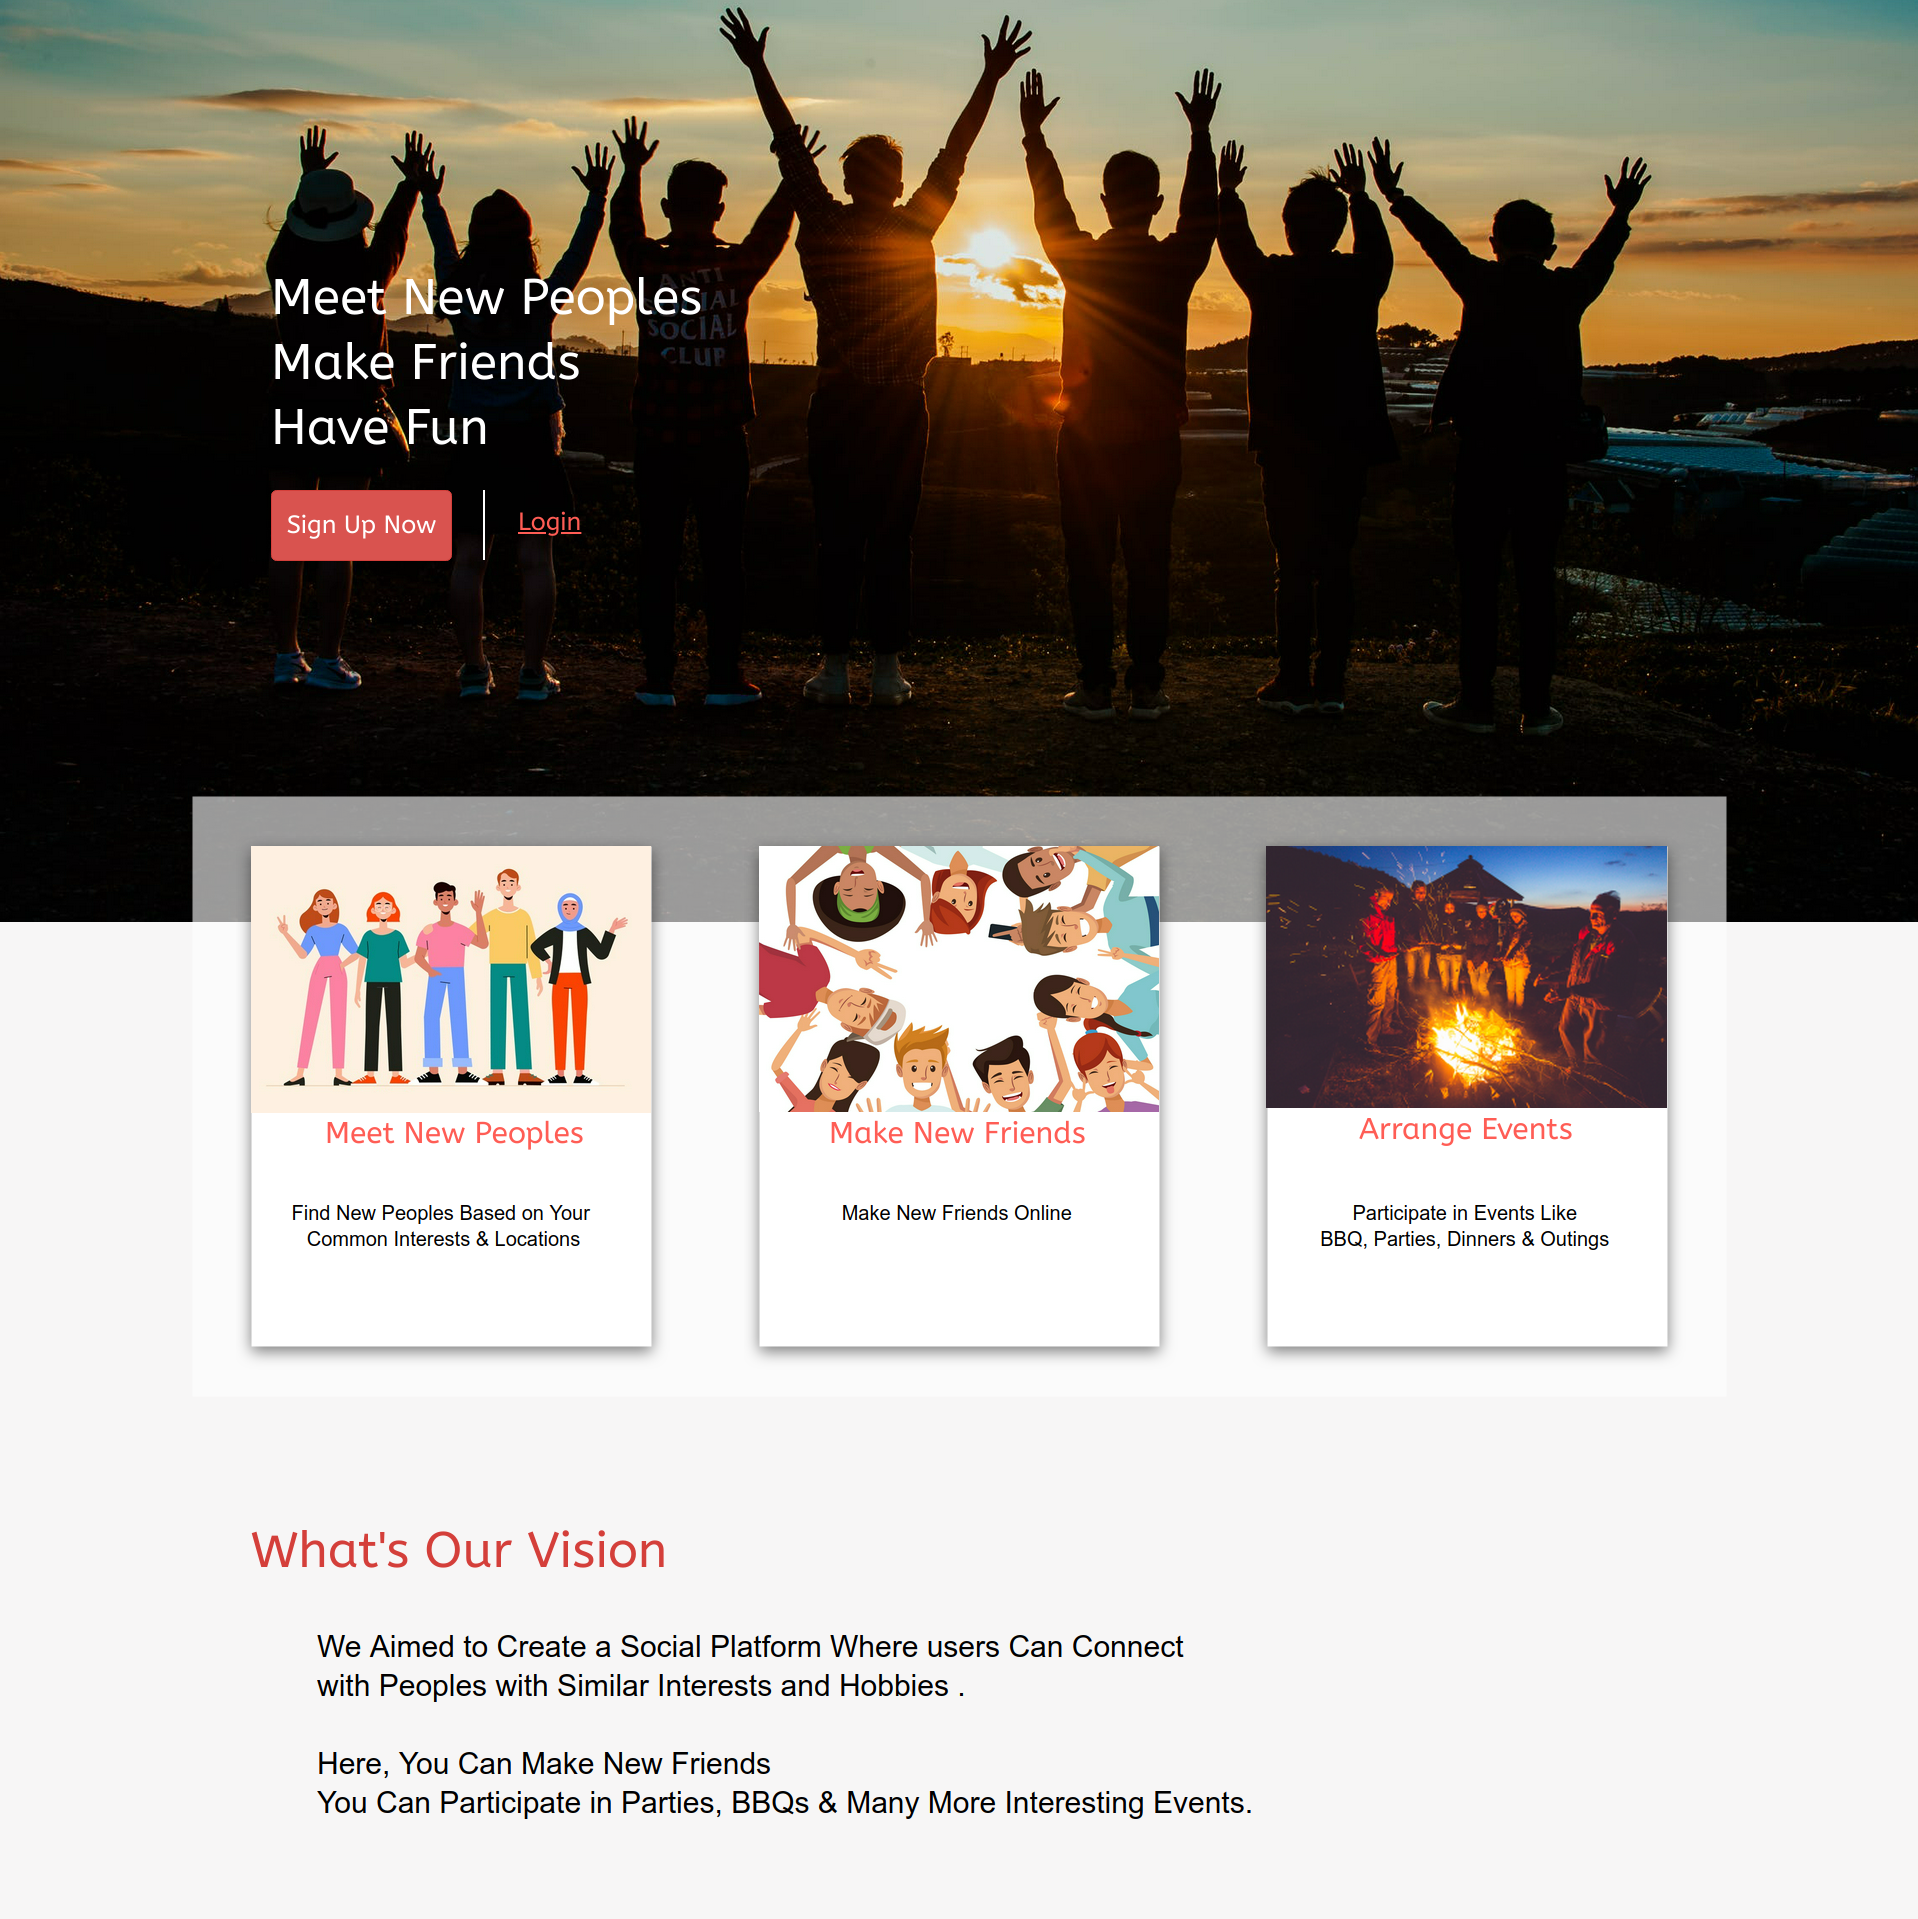 Meet New Peoples
Make Friends
Have Fun
ANTI
SOCIAL
SOCIAL
CLUB
Sign Up Now
Login
Meet New Peoples
Find New Peoples Based on Your
Common Interests & Locations
Make New Friends
Make New Friends Online
Arrange Events
Participate in Events Like
BBQ, Parties, Dinners & Outings
What's Our Vision
We Aimed to Create a Social Platform Where users Can Connect
with Peoples with Similar Interests and Hobbies .
Here, You Can Make New Friends
You Can Participate in Parties, BBQs & Many More Interesting Events.